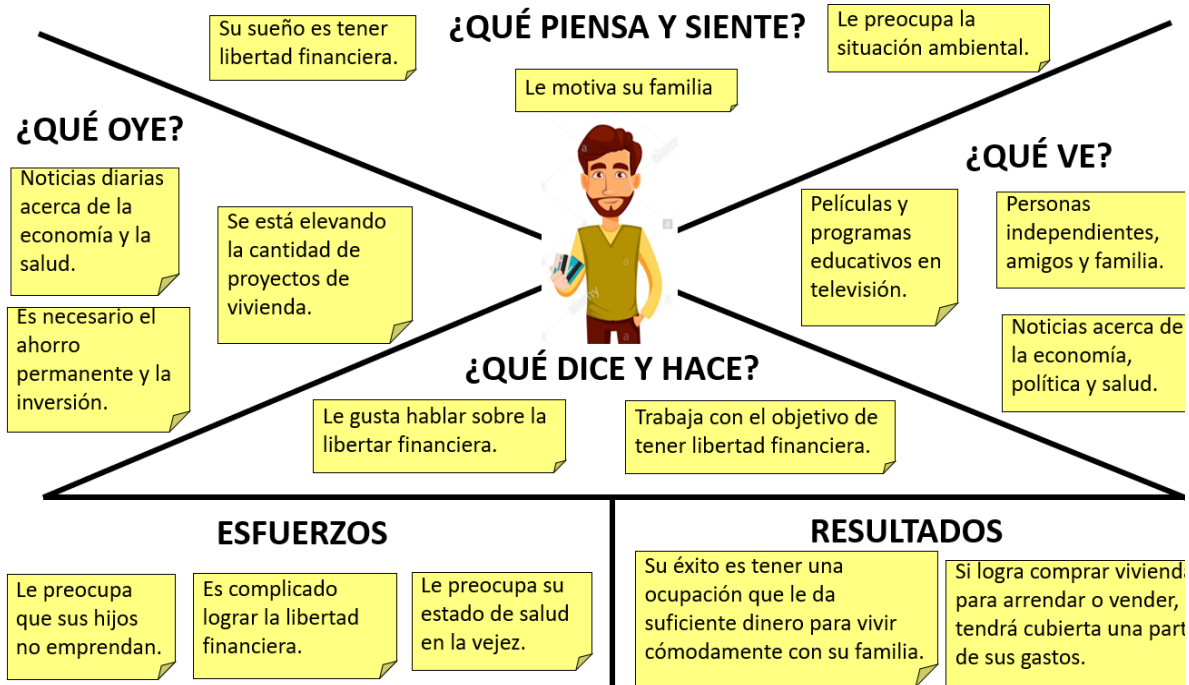 ¿QUÉ PIENSA Y SIENTE?
Su sueño es tener
libertad financiera.
Le motiva su familia
Le preocupa la
situación ambiental.
¿QUÉ OYE?
Noticias diarias
acerca de la
economía y la
salud.
Se está elevando
la cantidad de
proyectos de
vivienda.
Es necesario el
ahorro
permanente y la
inversión.
¿QUÉ VE?
Películas y
programas
educativos en
televisión.
Personas
independientes,
amigos y familia.
Noticias acerca de
la economía,
política y salud.
¿QUÉ DICE Y HACE?
Le gusta hablar sobre la
libertar financiera.
Trabaja con el objetivo de
tener libertad financiera.
ESFUERZOS
Le preocupa
que sus hijos
no emprendan.
Es complicado
lograr la libertad
financiera.
Le preocupa su
estado de salud
en la vejez.
RESULTADOS
Su éxito es tener una
ocupación que le da
suficiente dinero para vivir
cómodamente con su familia.
Si logra comprar vivienda
para arrendar o vender,
tendrá cubierta una part
de sus gastos.